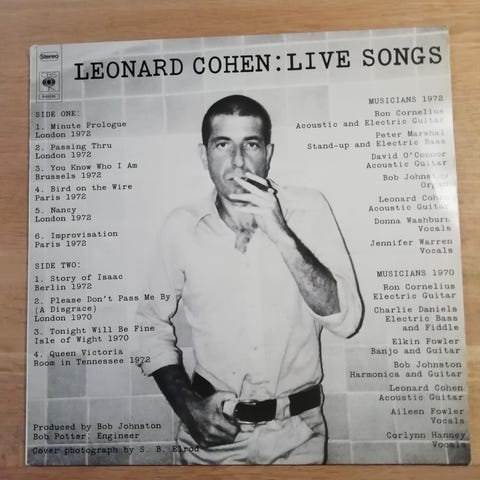 Stereo
CBS
LEONARD COHEN: LIVE SONGS
SIDE ONE:
1. Minute Prologue
London 1972
2. Passing Thru
London 1972
3. You Know Who I Am
Brussels 1972
4. Bird on the Wire
Paris 1972
5. Nancy
London 1972
6. Improvisation
Paris 1972
SIDE TWO:
1. Story of Isaac
Berlin 1972
2. Please Don't Pass Me By
(A Disgrace)
London 1970
3. Tonight Will Be Fine
Isle of Wight 1970
4. Queen Victoria
Room in Tennessee 1972
Produced by Bob Johnston
Bob Potter: Engineer
Cover photograph by S. B. Elrod
MUSICIANS 1972
Ron Cornelius
Acoustic and Electric Guitar
Peter Marshal
Stand-up and Electric Bass
David O'Connor
Acoustic Guitar
Bob Johnston
Organ
Leonard Cohen
Acoustic Guitar
Donna Washburn
Vocals
Jennifer Warren
Vocals
MUSICIANS 1970
Ron Cornelius
Electric Guitar
Charlie Daniels
Electric Bass
and Fiddle
Elkin Fowler
Banjo and Guitar
Bob Johnston
Harmonica and Guitar
Leonard Cohen
Acoustic Guitar
Aileen Fowler
Vocals
Corlynn Hanney
Vocals